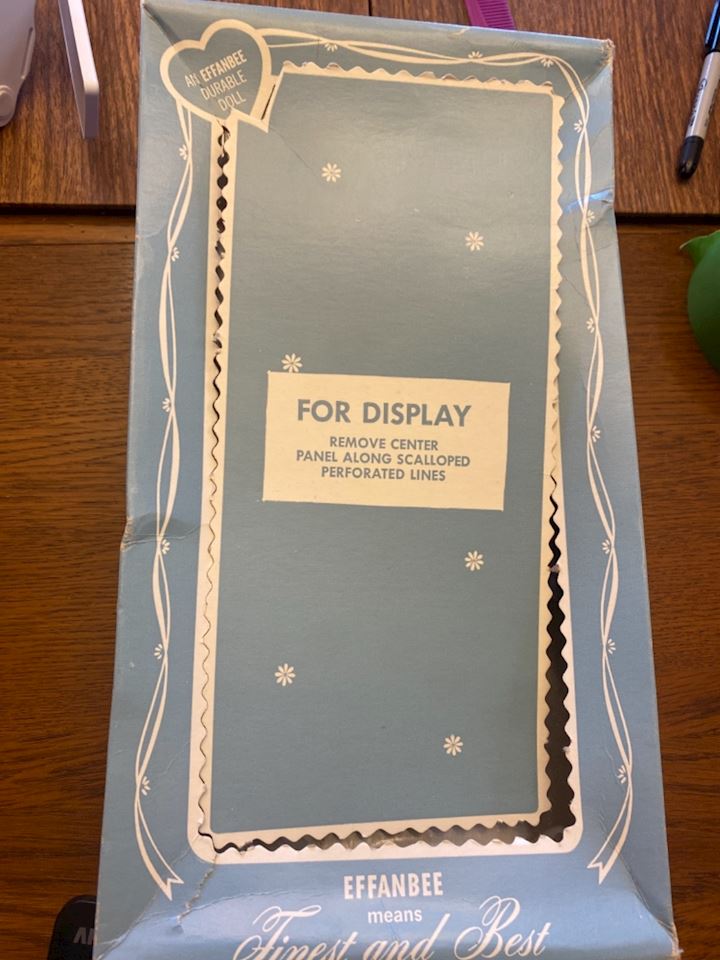 AN EFFANBEE
DURABLE
DOLL
FOR DISPLAY
REMOVE CENTER
PANEL ALONG SCALLOPED
PERFORATED LINES
EFFANBEE
means
Finest and Best